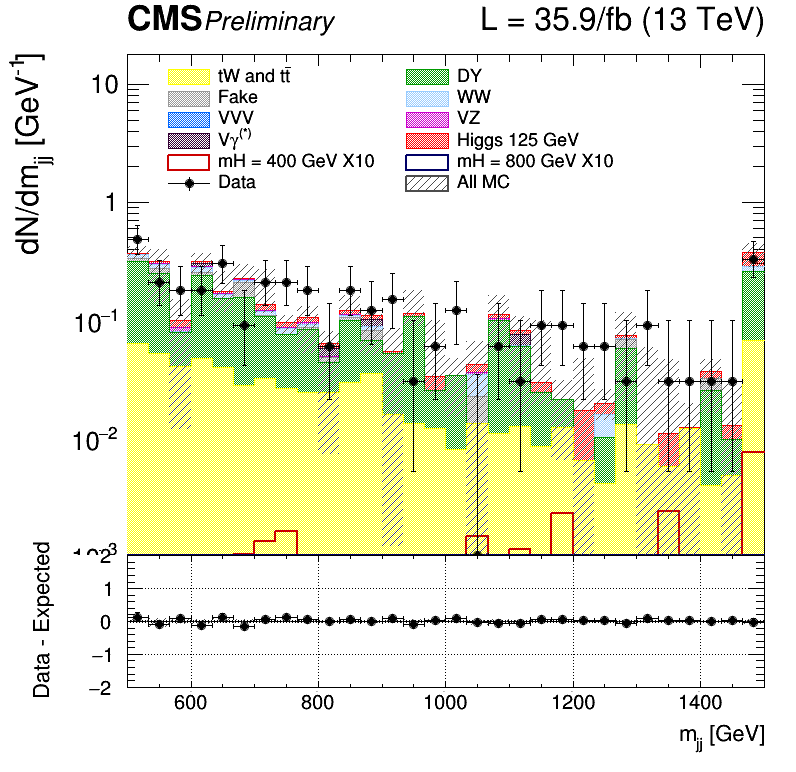 CMS Preliminary L = 35.9/fb (13 TeV)
dN/dm_jj [GeV⁻¹]
10
1
10⁻¹
10⁻²
tW and tt̄
DY
Fake
WW
VVV
VZ
Vγ(*)
Higgs 125 GeV
mH = 400 GeV X10
mH = 800 GeV X10
Data
All MC
Data - Expected
2
1
0
−1
−2
600 800 1000 1200 1400
m_jj [GeV]